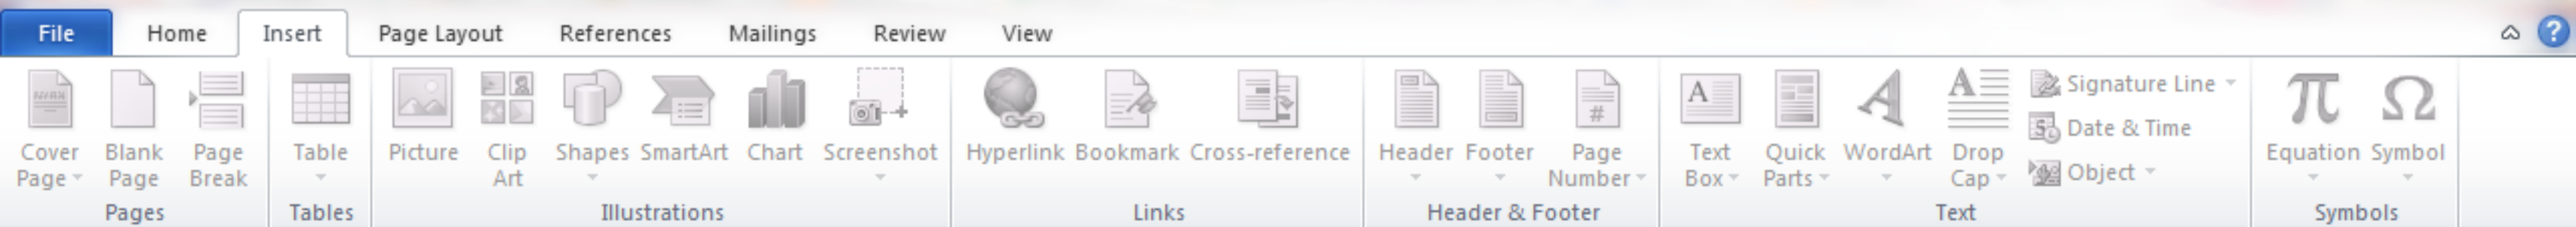 File Home Insert Page Layout References Mailings Review View
Cover Page
Blank Page
Page Break
Pages
Table
Tables
Picture
Clip Art
Shapes
SmartArt
Chart
Screenshot
Illustrations
Hyperlink
Bookmark
Cross-reference
Links
Header
Footer
Page Number
#
Header & Footer
A
Text Box
Quick Parts
A
WordArt
A
Drop Cap
Signature Line
5
Date & Time
Object
Text
π
Equation
Ω
Symbol
Symbols
?